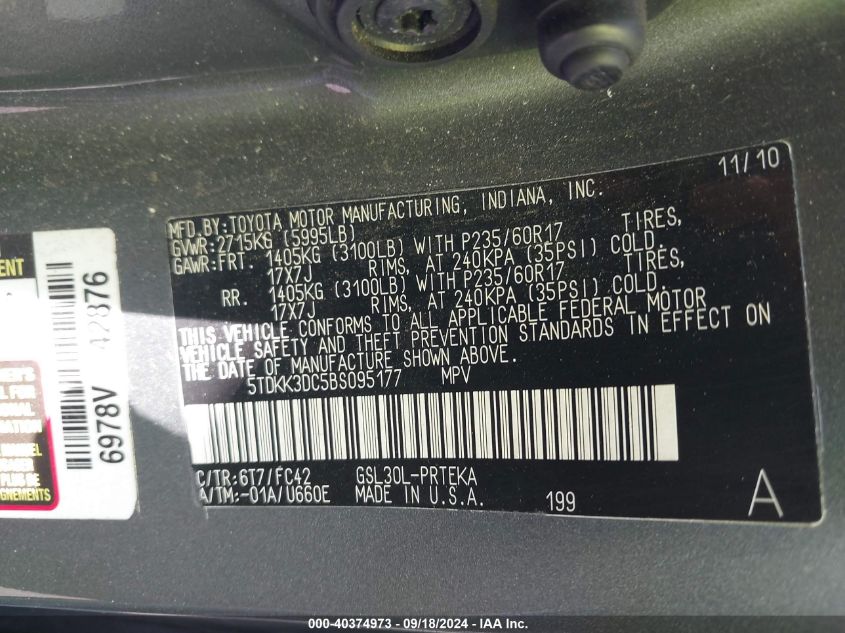 11/10
MFD.BY:TOYOTA MOTOR MANUFACTURING, INDIANA, INC.
GVWR:2715KG (5995LB)
GAWR:FRT. 1405KG (3100LB) WITH P235/60R17 TIRES,
17X7J RIMS, AT 240KPA (35PSI) COLD.
RR. 1405KG (3100LB) WITH P235/60R17 TIRES,
17X7J RIMS, AT 240KPA (35PSI) COLD.
THIS VEHICLE CONFORMS TO ALL APPLICABLE FEDERAL MOTOR
VEHICLE SAFETY AND THEFT PREVENTION STANDARDS IN EFFECT ON
THE DATE OF MANUFACTURE SHOWN ABOVE.
5TDKK3DC5BS095177 MPV
C/TR:6T7/FC42 GSL30L-PRTEKA
A/TM:-01A/U660E MADE IN U.S.A. 199
A
6978V 42876
000-40374973 - 09/18/2024 - IAA Inc.